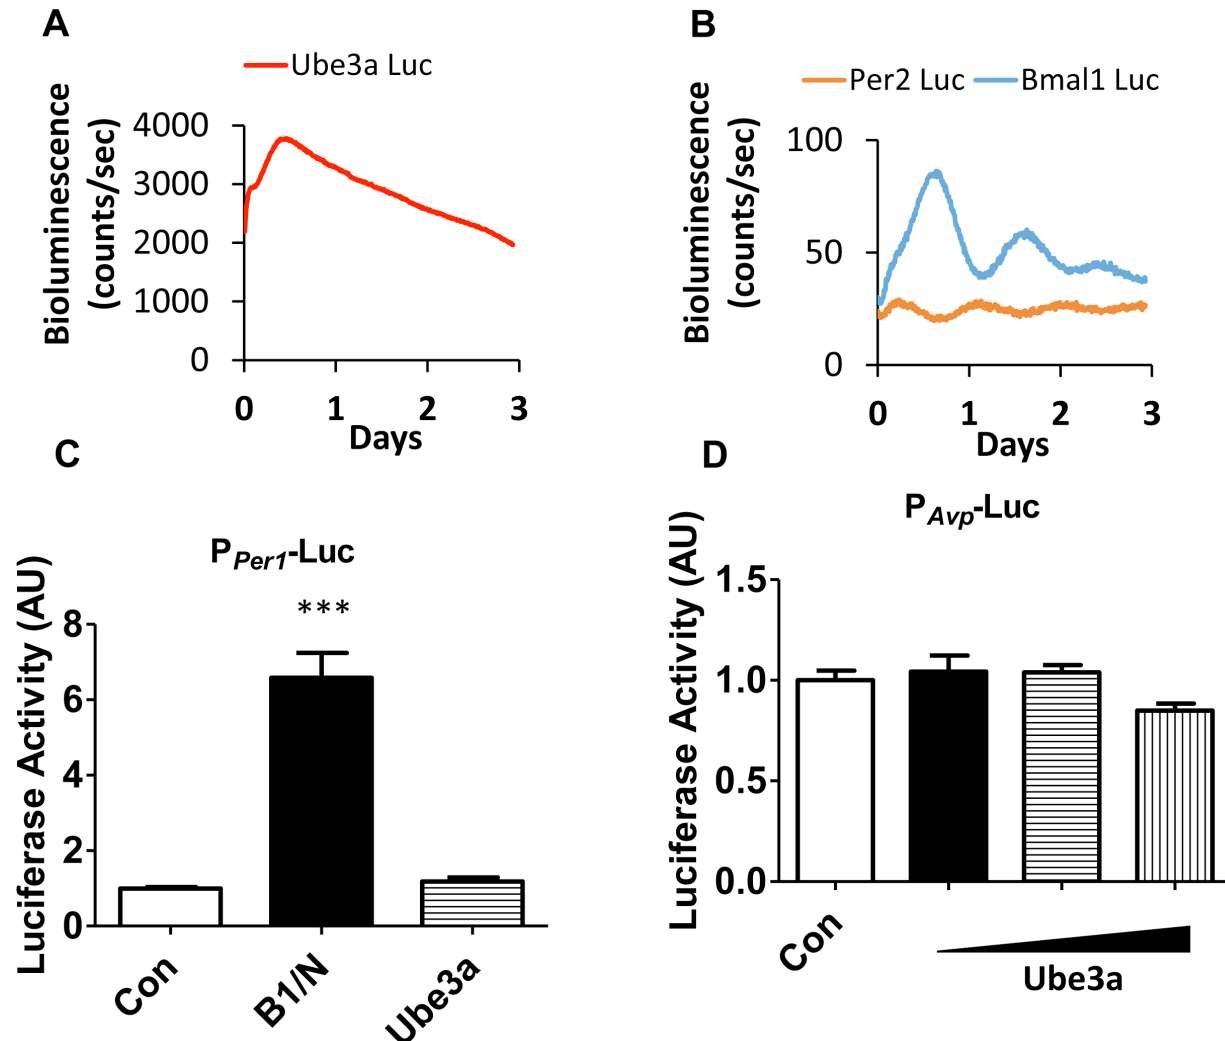 A
Ube3a Luc
Bioluminescence
(counts/sec)
4000
3000
2000
1000
0
0 1 2 3
Days
B
Per2 Luc Bmal1 Luc
Bioluminescence
(counts/sec)
100
50
0
0 1 2 3
Days
C
PPer1-Luc
Luciferase Activity (AU)
***
8
6
4
2
0
Con B1/N Ube3a
D
PAvp-Luc
Luciferase Activity (AU)
1.5
1.0
0.5
0.0
Con
Ube3a